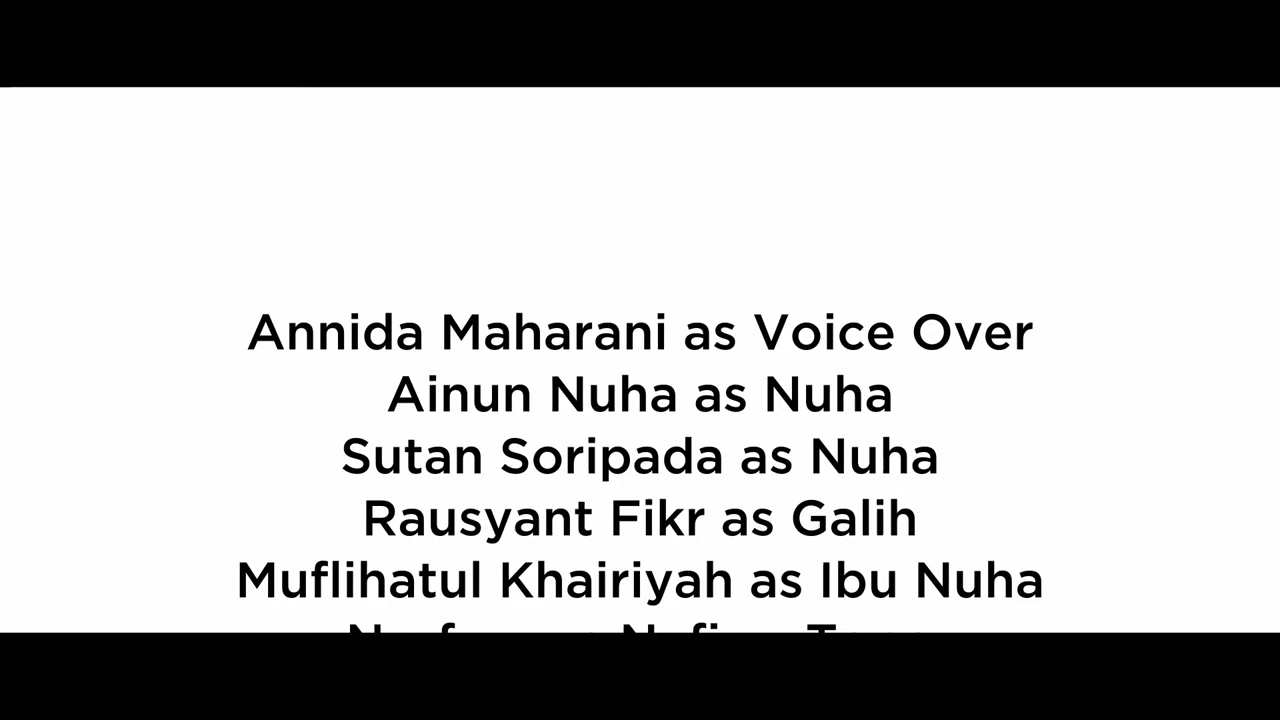 Annida Maharani as Voice Over
Ainun Nuha as Nuha
Sutan Soripada as Nuha
Rausyant Fikr as Galih
Muflihatul Khairiyah as Ibu Nuha